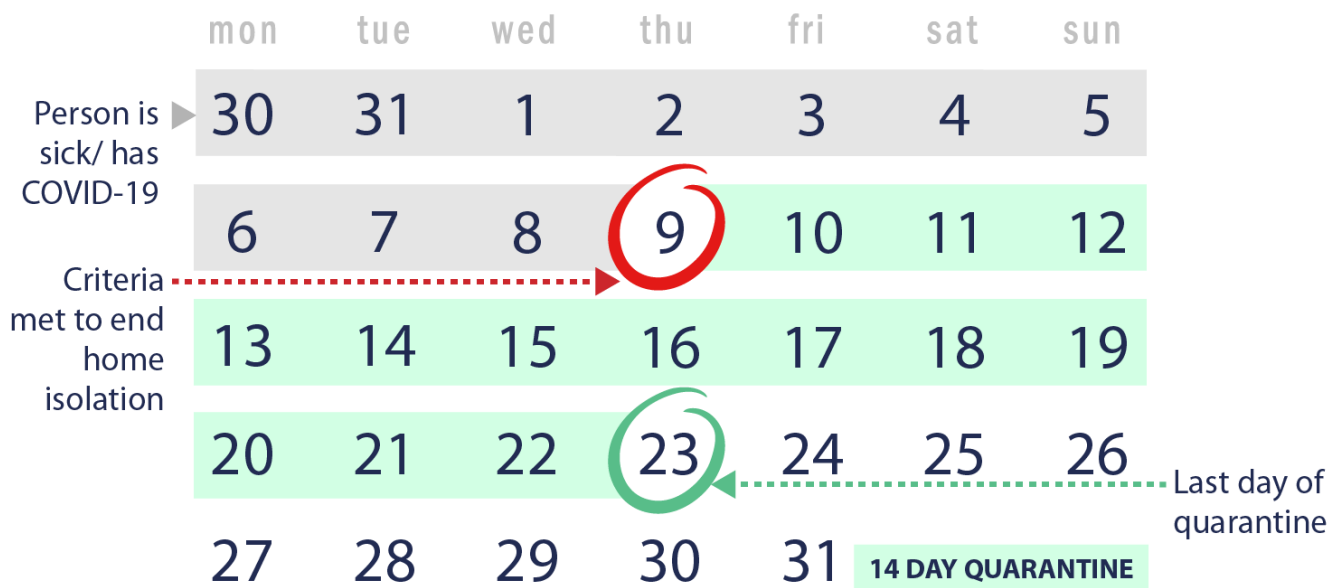 mon tue wed thu fri sat sun
Person is
sick/ has
COVID-19
30 31 1 2 3 4 5
6 7 8 9 10 11 12
Criteria
met to end
home
isolation
13 14 15 16 17 18 19
20 21 22 23 24 25 26
Last day of
quarantine
27 28 29 30 31
14 DAY QUARANTINE